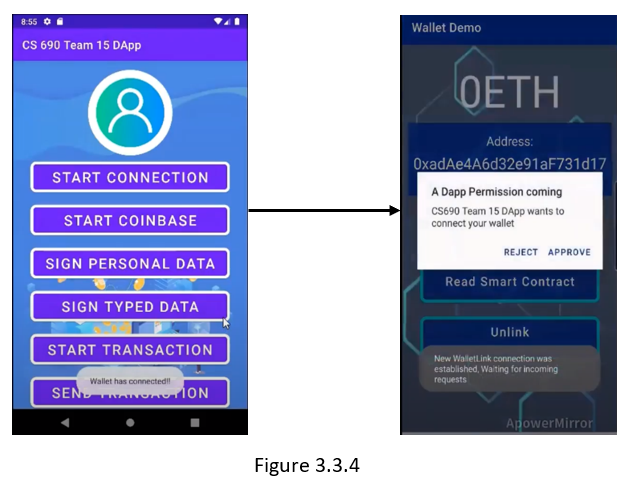 8:55
CS 690 Team 15 DApp
START CONNECTION
START COINBASE
SIGN PERSONAL DATA
SIGN TYPED DATA
START TRANSACTION
Wallet has connected!!
SEND TRANSACTION
Wallet Demo
0ETH
Address:
0xadAe4A6d32e91aF731d17
A Dapp Permission coming
CS690 Team 15 DApp wants to
connect your wallet
REJECT APPROVE
Read Smart Contract
Unlink
New WalletLink connection was
established, Waiting for incoming
requests
ApowerMirror
Figure 3.3.4